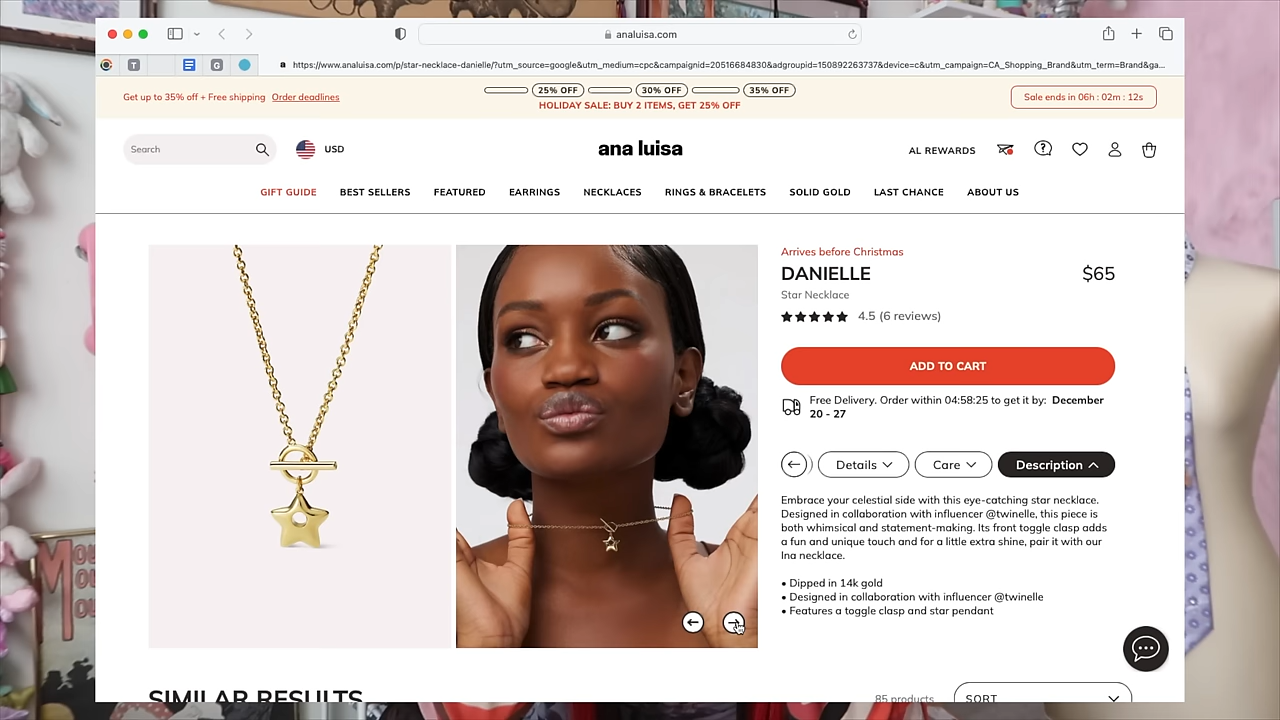 analuisa.com
T
G
a https://www.analuisa.com/p/star-necklace-danielle/?utm_source=google&utm_medium=cpc&campaignid=20516684830&adgroupid=150892263737&device=c&utm_campaign=CA_Shopping_Brand&utm_term=Brand&ga...
Get up to 35% off + Free shipping Order deadlines
25% OFF 30% OFF 35% OFF
HOLIDAY SALE: BUY 2 ITEMS, GET 25% OFF
Sale ends in 06h : 02m : 12s
Search
USD
ana luisa
AL REWARDS
GIFT GUIDE BEST SELLERS FEATURED EARRINGS NECKLACES RINGS & BRACELETS SOLID GOLD LAST CHANCE ABOUT US
Arrives before Christmas
DANIELLE $65
Star Necklace
4.5 (6 reviews)
ADD TO CART
Free Delivery. Order within 04:58:25 to get it by: December
20 - 27
Details Care Description
Embrace your celestial side with this eye-catching star necklace.
Designed in collaboration with influencer @twinelle, this piece is
both whimsical and statement-making. Its front toggle clasp adds
a fun and unique touch and for a little extra shine, pair it with our
Ina necklace.
• Dipped in 14k gold
• Designed in collaboration with influencer @twinelle
• Features a toggle clasp and star pendant
SIMILAR RESULTS
85 products
SORT